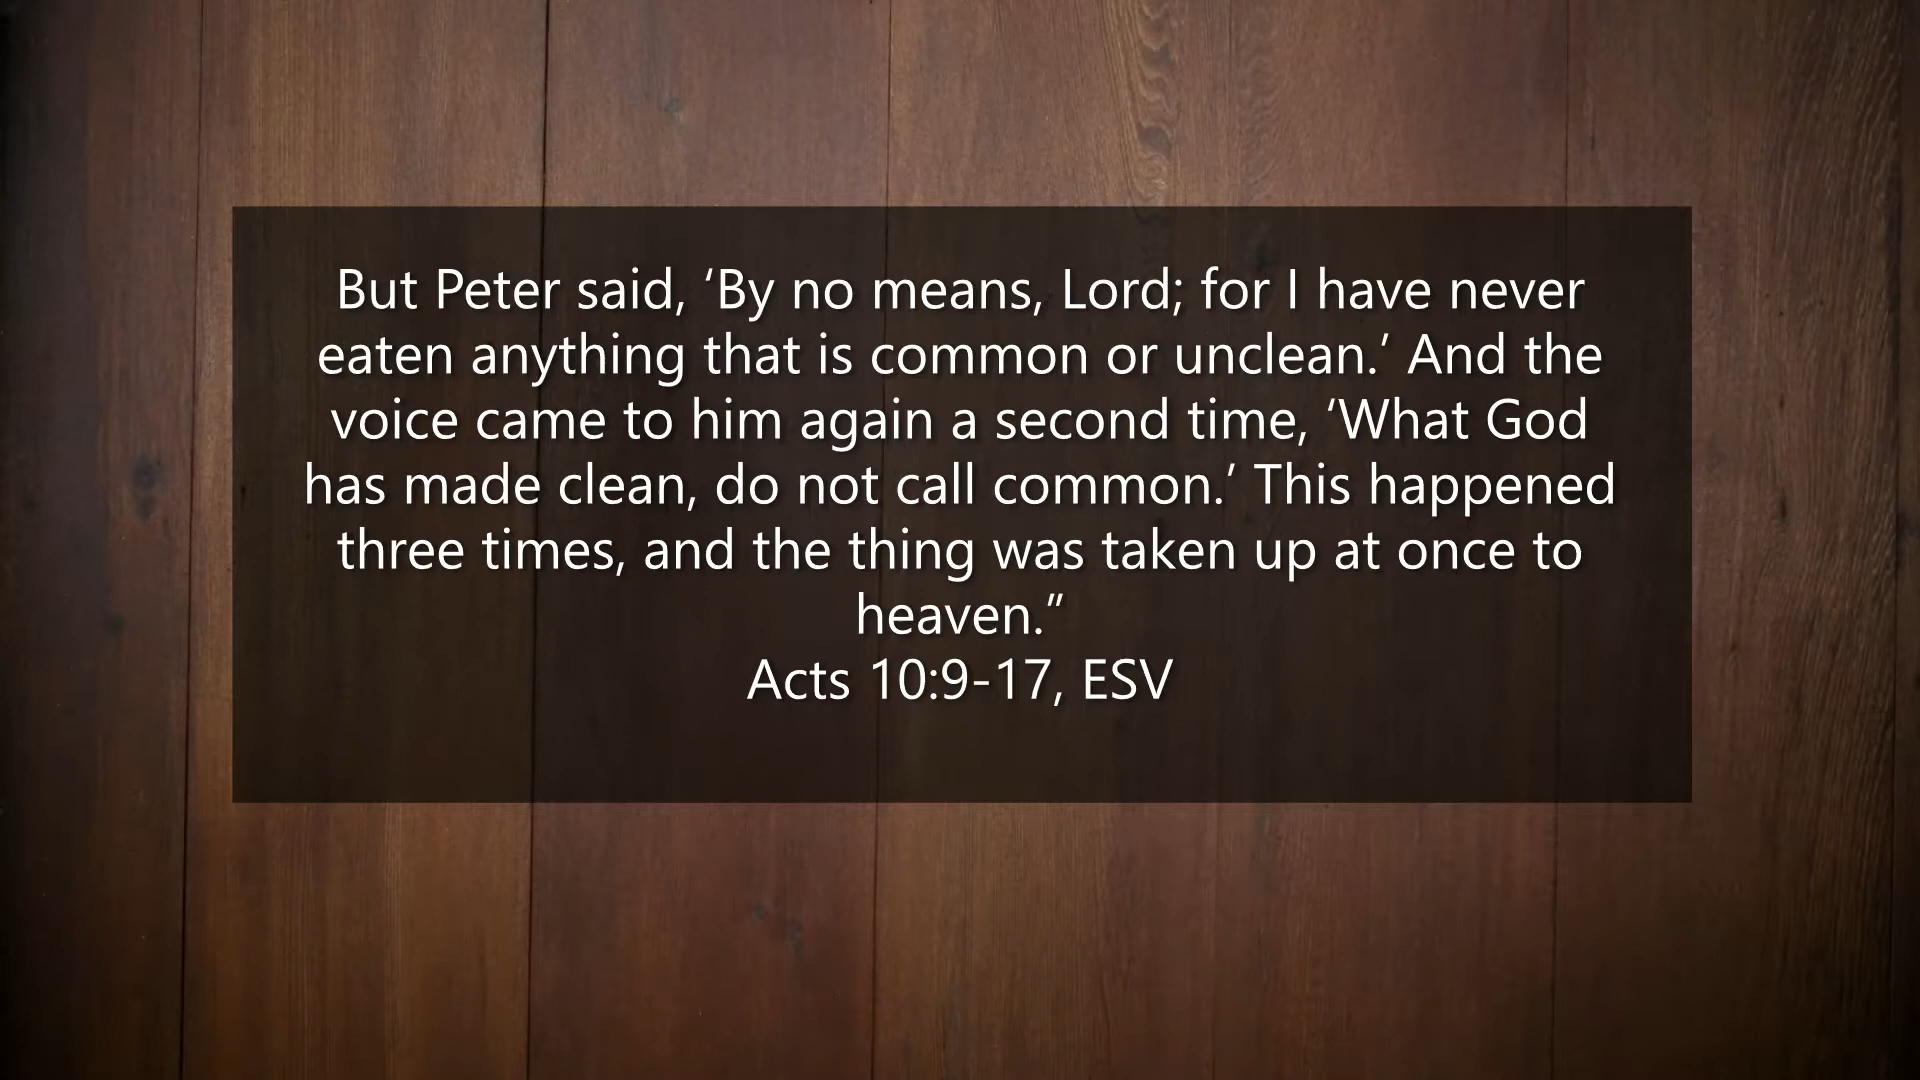 But Peter said, ‘By no means, Lord; for I have never
eaten anything that is common or unclean.’ And the
voice came to him again a second time, ‘What God
has made clean, do not call common.’ This happened
three times, and the thing was taken up at once to
heaven.”
Acts 10:9-17, ESV